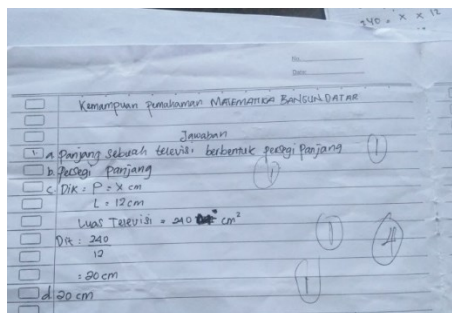 240 = x x 12
No.
Date
Kemampuan pemahaman MATEMATIKA BANGUN DATAR
Jawaban
1. a. Panjang sebuah televisi berbentuk persegi panjang
1
b. persegi panjang
1
c. Dik : P = x cm
L = 12 cm
Luas Televisi = 240 cm²
1
4
Dit : 240
12
= 20 cm
1
d. 20 cm